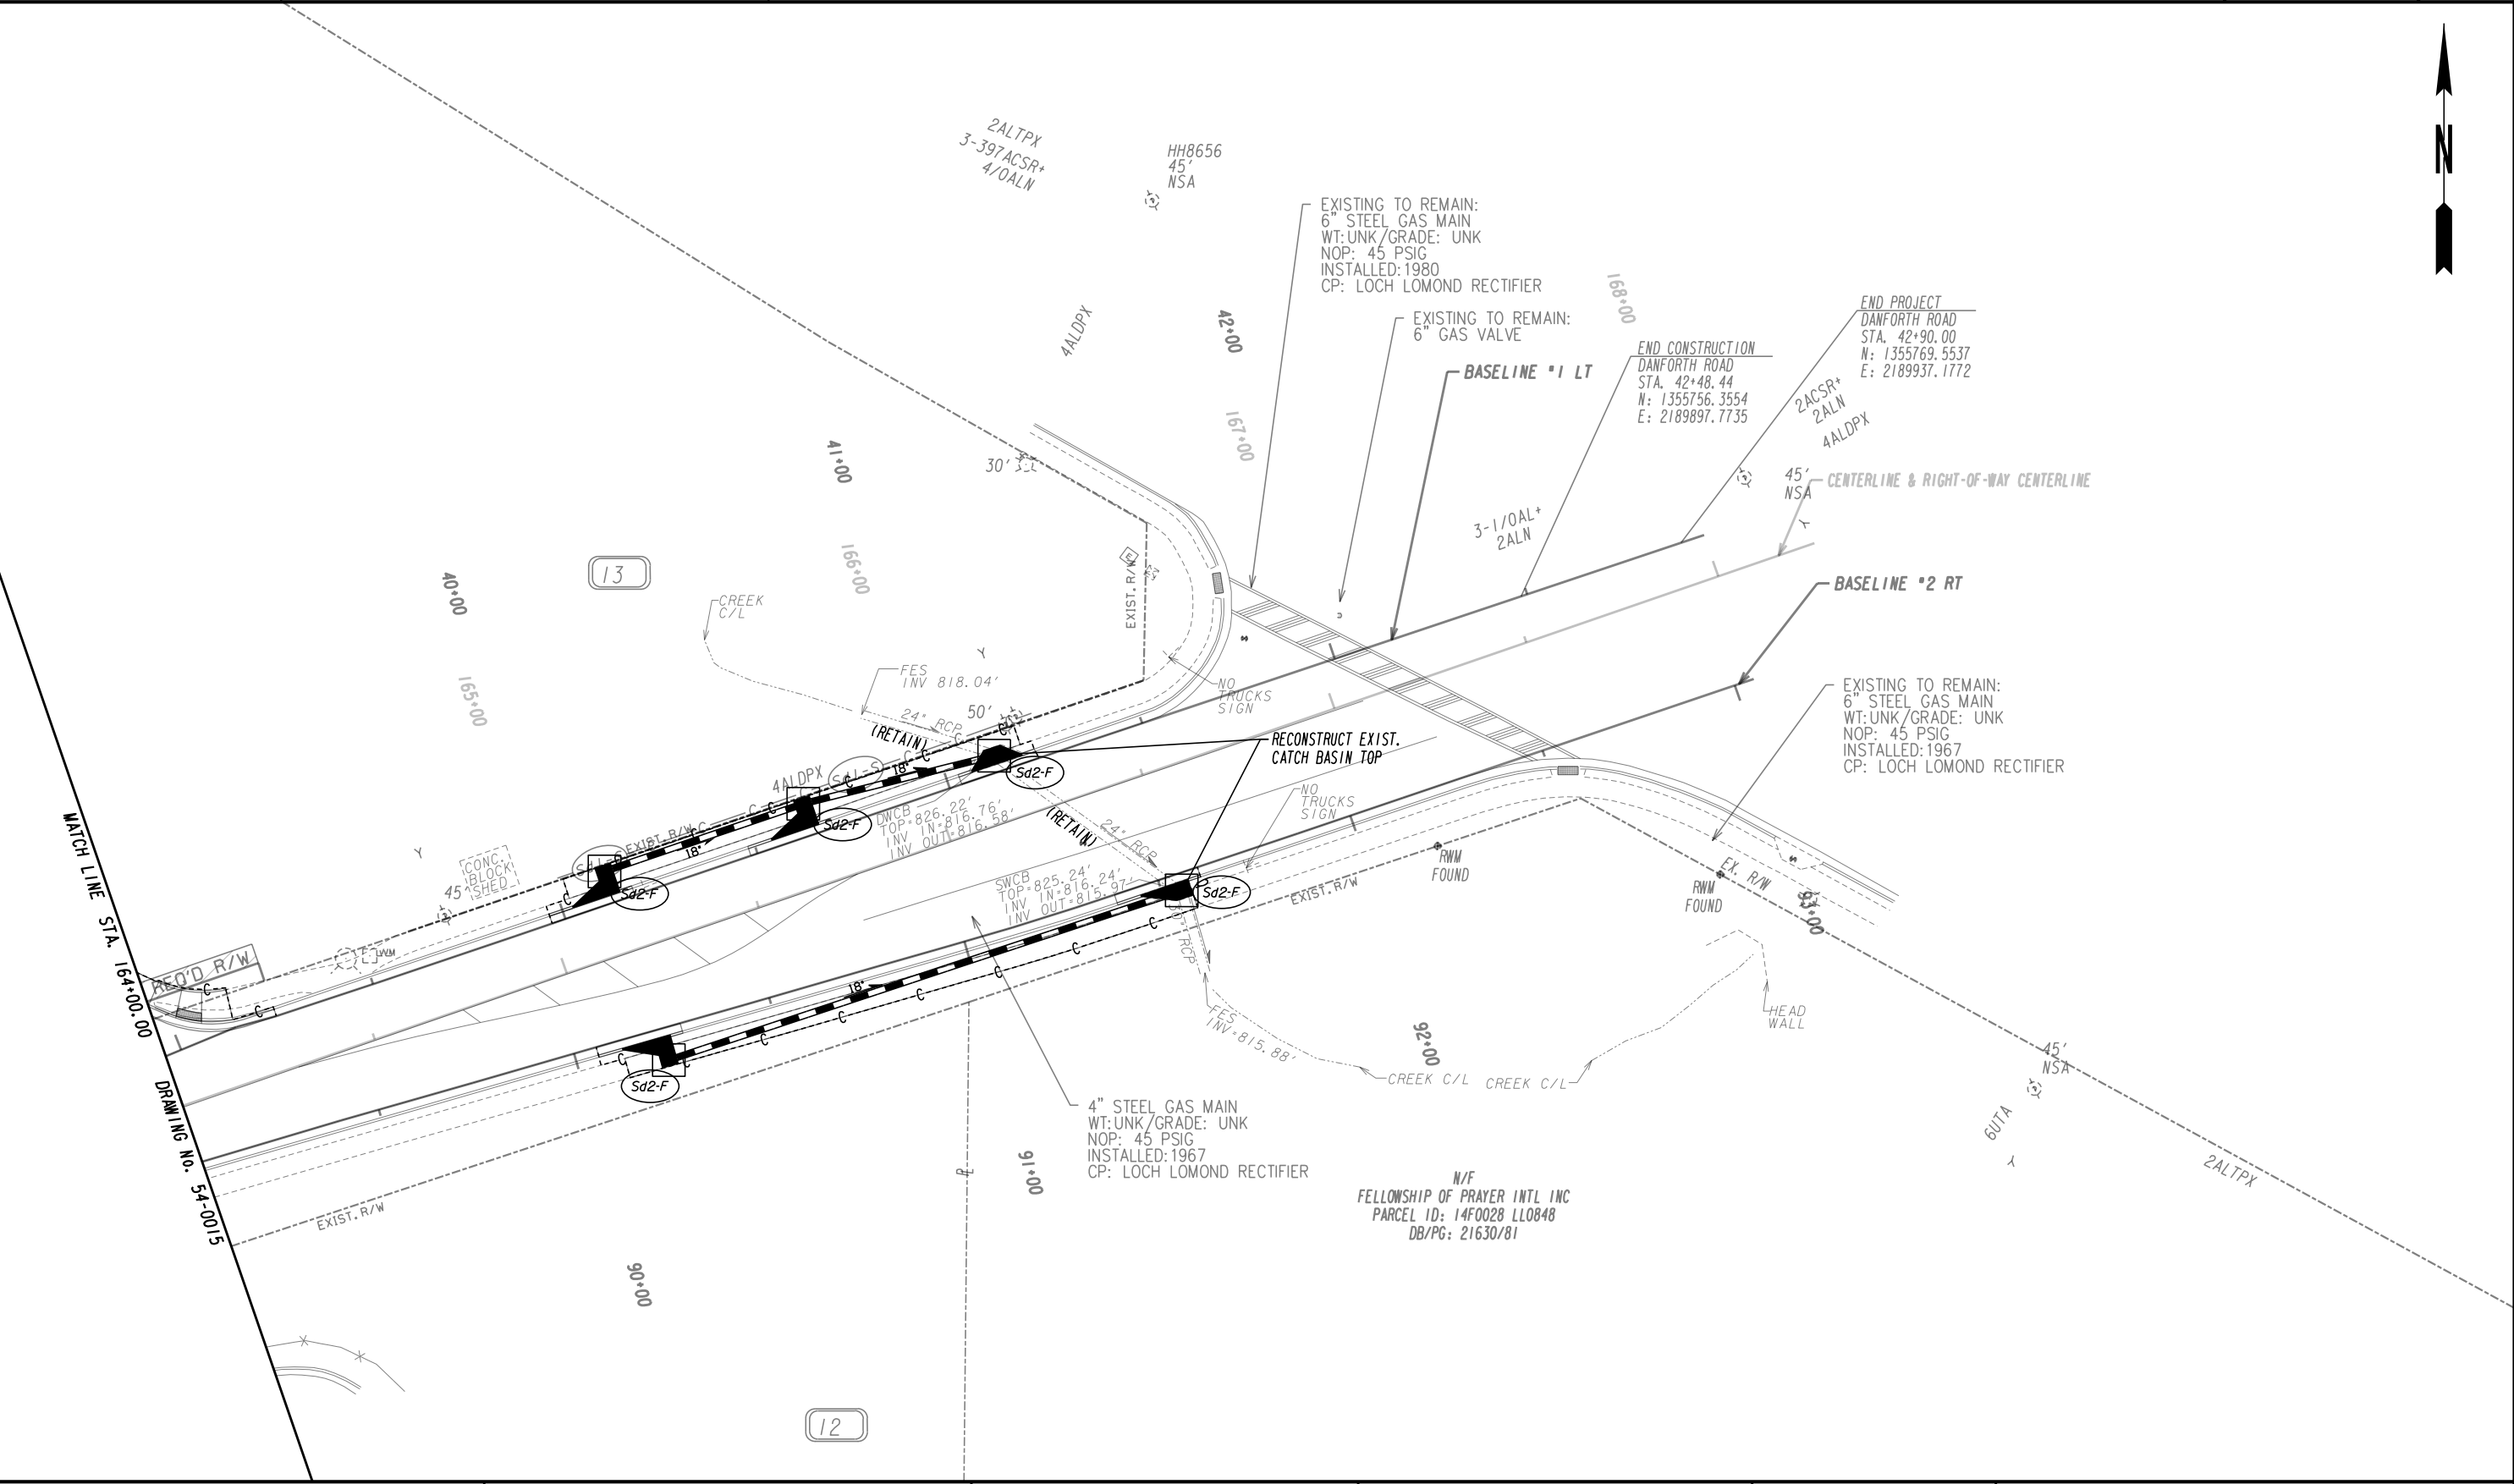 2ALTPX
3-397ACSR+
4/0ALN
HH8656
45'
NSA
N
EXISTING TO REMAIN:
6" STEEL GAS MAIN
WT:UNK/GRADE: UNK
NOP: 45 PSIG
INSTALLED:1980
CP: LOCH LOMOND RECTIFIER
168+00
EXISTING TO REMAIN:
6" GAS VALVE
END PROJECT
DANFORTH ROAD
STA. 42+90.00
N: 1355769.5537
E: 2189937.1772
4ALDPX
42+00
BASELINE #1 LT
END CONSTRUCTION
DANFORTH ROAD
STA. 42+48.44
N: 1355756.3554
E: 2189897.7735
2ACSR+
2ALN
4ALDPX
167+00
41+00
30'
45'
NSA
CENTERLINE & RIGHT-OF-WAY CENTERLINE
3-1/0AL+
2ALN
Y
13
166+00
40+00
E
EXIST.R/W
BASELINE #2 RT
CREEK
C/L
S
Y
FES
INV 818.04'
165+00
NO
TRUCKS
SIGN
EXISTING TO REMAIN:
6" STEEL GAS MAIN
WT:UNK/GRADE: UNK
NOP: 45 PSIG
INSTALLED:1967
CP: LOCH LOMOND RECTIFIER
24" RCP
50'
(RETAIN)
C
C
C
18"
RECONSTRUCT EXIST.
CATCH BASIN TOP
Sd2-F
4ALDPX
Sd1-S
C
C
C
Sd2-F
DWCB
TOP=826.22'
INV IN=816.76'
INV OUT=816.58'
(RETAIN)
24" RCP
NO
TRUCKS
SIGN
EXIST.R/W
C
18"
MATCH LINE STA. 164+00.00
Y
CONC.
BLOCK
SHED
45'
Sd1-S
C
Sd2-F
SWCB
TOP=825.24'
INV IN=816.24'
INV OUT=815.97'
Sd2-F
EXIST.R/W
RWM
FOUND
EX. R/W
RWM
FOUND
93+00
S
WM
REQ'D R/W
C
C
18"
C
C
C
C
C
C
C
C
Sd2-F
30" RCP
FES
INV=815.88'
HEAD
WALL
92+00
CREEK C/L
CREEK C/L
45'
NSA
DRAWING No. 54-0015
4" STEEL GAS MAIN
WT:UNK/GRADE: UNK
NOP: 45 PSIG
INSTALLED:1967
CP: LOCH LOMOND RECTIFIER
6UTA
Y
2ALTPX
PL
91+00
N/F
FELLOWSHIP OF PRAYER INTL INC
PARCEL ID: 14F0028 LL0848
DB/PG: 21630/81
EXIST.R/W
90+00
12